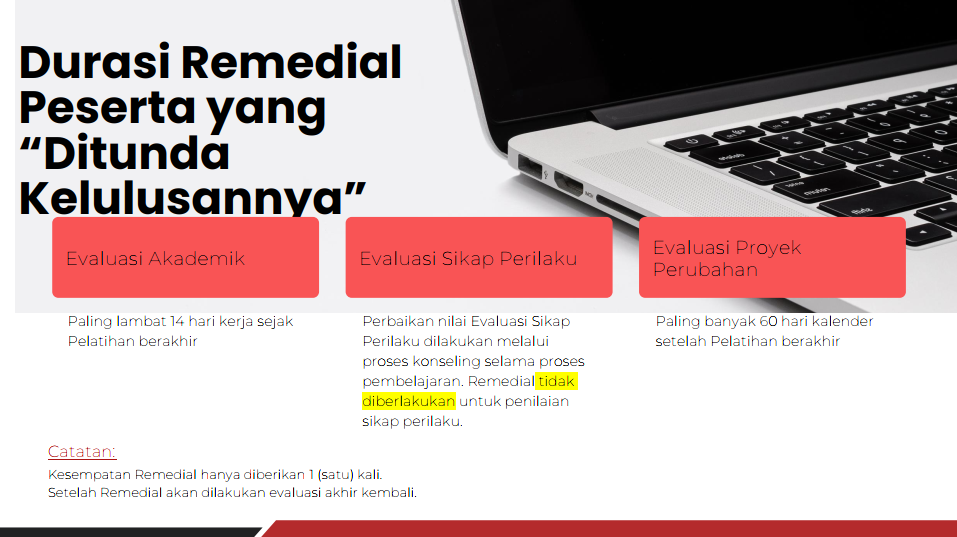 Durasi Remedial
Peserta yang
“Ditunda
Kelulusannya”
Evaluasi Akademik
Paling lambat 14 hari kerja sejak
Pelatihan berakhir
Evaluasi Sikap Perilaku
Perbaikan nilai Evaluasi Sikap
Perilaku dilakukan melalui
proses konseling selama proses
pembelajaran. Remedial tidak
diberlakukan untuk penilaian
sikap perilaku.
Evaluasi Proyek
Perubahan
Paling banyak 60 hari kalender
setelah Pelatihan berakhir
Catatan:
Kesempatan Remedial hanya diberikan 1 (satu) kali.
Setelah Remedial akan dilakukan evaluasi akhir kembali.